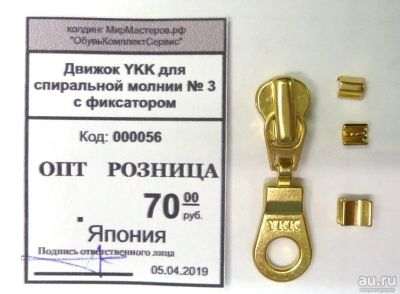 холдинг МирМастеров.рф
"ОбувьКомплектСервис"
Движок YKK для
спиральной молнии № 3
с фиксатором
Код: 000056
ОПТ РОЗНИЦА
70 00
руб.
Япония
Подпись ответственного лица
05.04.2019
YKK
au.ru